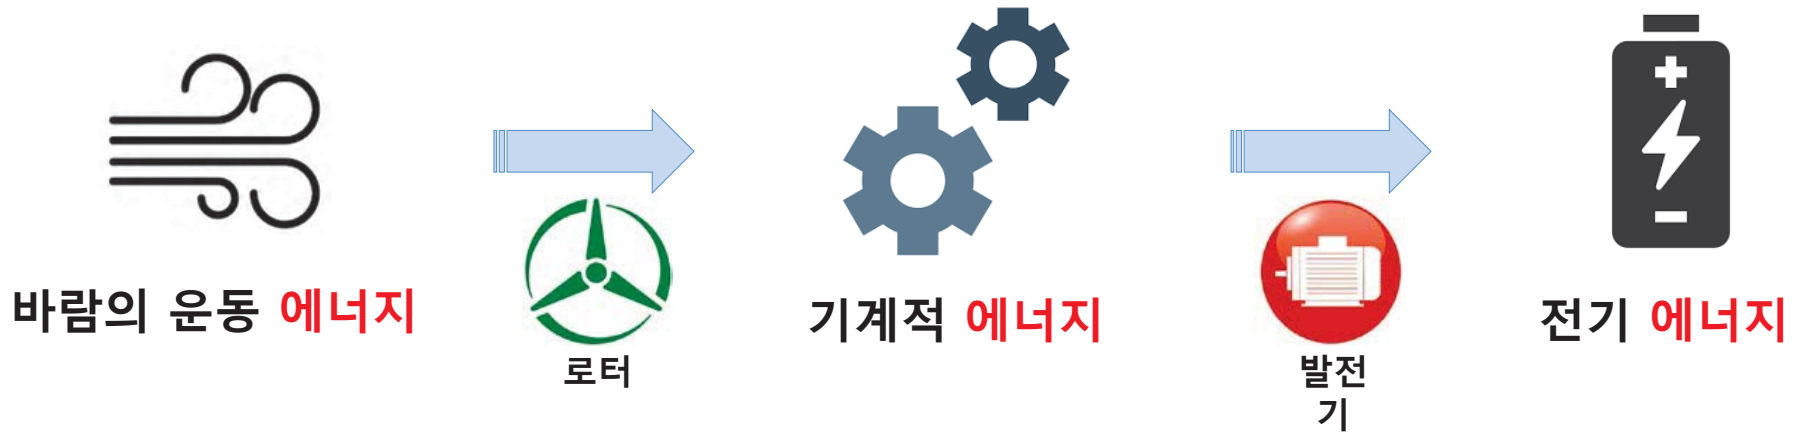 바람의 운동 에너지
로터
기계적 에너지
발전
기
전기 에너지